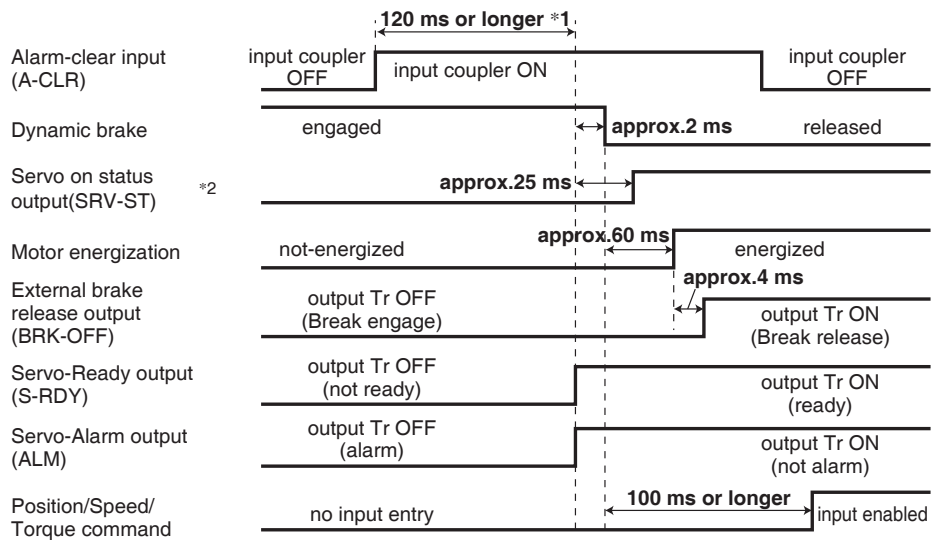 120 ms or longer *1
Alarm-clear input
(A-CLR)
input coupler
OFF
input coupler ON
input coupler
OFF
Dynamic brake
engaged
approx.2 ms
released
Servo on status
output(SRV-ST)
*2
approx.25 ms
Motor energization
not-energized
approx.60 ms
energized
External brake
release output
(BRK-OFF)
output Tr OFF
(Break engage)
approx.4 ms
output Tr ON
(Break release)
Servo-Ready output
(S-RDY)
output Tr OFF
(not ready)
output Tr ON
(ready)
Servo-Alarm output
(ALM)
output Tr OFF
(alarm)
output Tr ON
(not alarm)
Position/Speed/
Torque command
no input entry
100 ms or longer
input enabled